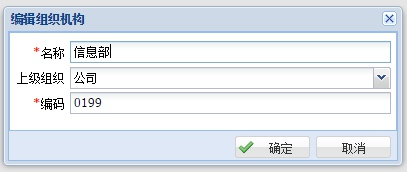 编辑组织机构
*名称 信息部
上级组织 公司
*编码 0199
确定 取消